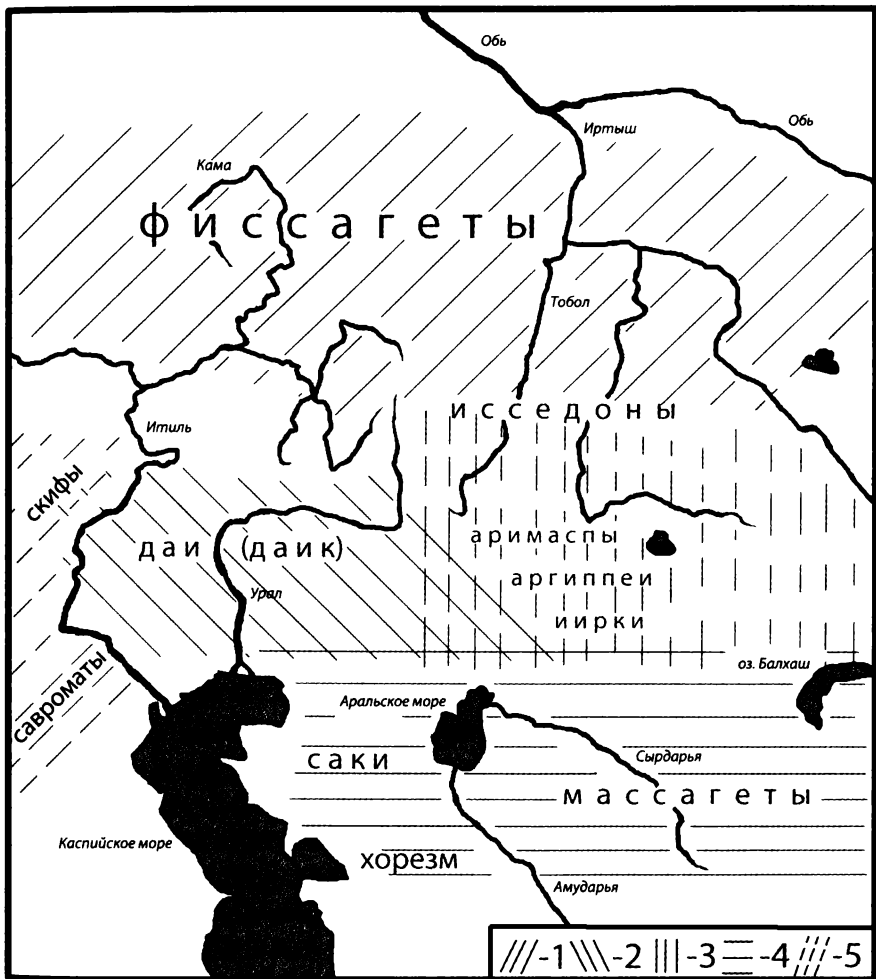 Обь
Обь
Иртыш
Кама
фиссагеты
Тобол
исседоны
Итиль
скифы
даи (даик)
аримаспы
аргиппеи
Урал
иирки
оз. Балхаш
савроматы
Аральское море
Сырдарья
саки
массагеты
Каспийское море
хорезм
Амударья
-1 -2 -3 -4 -5